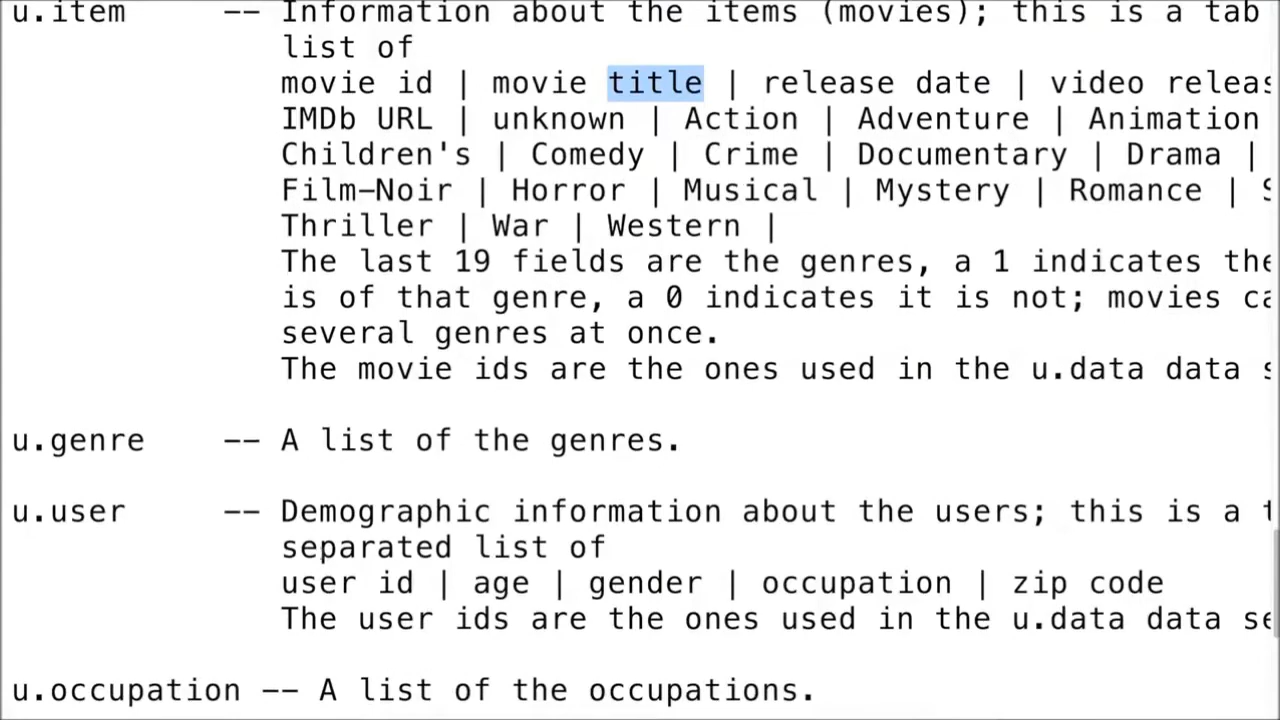 u.item -- Information about the items (movies); this is a tab
list of
movie id | movie title | release date | video
IMDb URL | unknown | Action | Adventure | Animation
Children's | Comedy | Crime | Documentary | Drama |
Film-Noir | Horror | Musical | Mystery | Romance |
Thriller | War | Western |
The last 19 fields are the genres, a 1 indicates the
is of that genre, a 0 indicates it is not; movies
several genres at once.
The movie ids are the ones used in the u.data data
u.genre -- A list of the genres.
u.user -- Demographic information about the users; this is a
separated list of
user id | age | gender | occupation | zip code
The user ids are the ones used in the u.data data
u.occupation -- A list of the occupations.